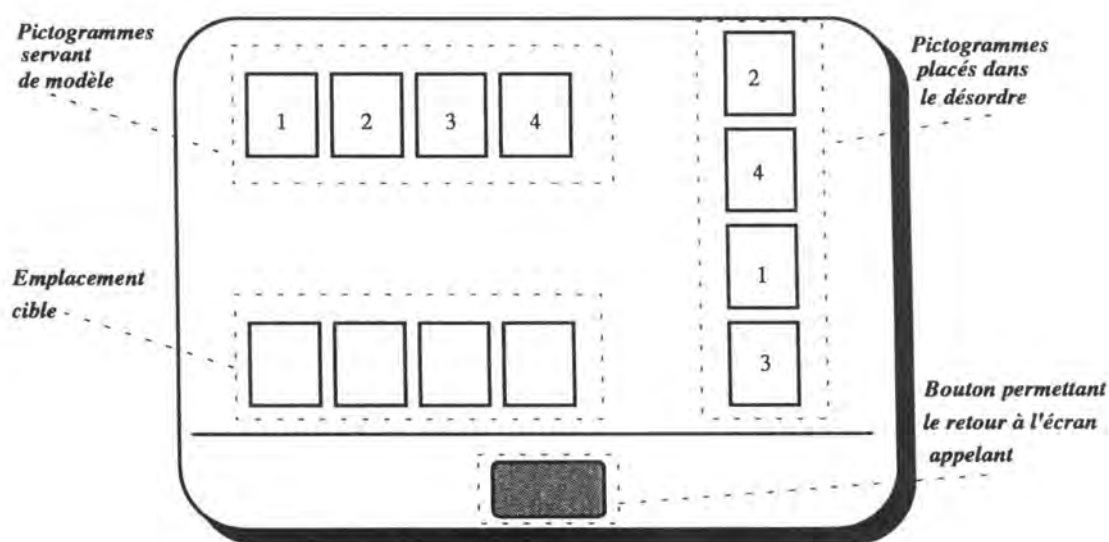 Pictogrammes
servant
de modèle
1 2 3 4
2
4
1
3
Pictogrammes
placés dans
le désordre
Emplacement
cible
Bouton permettant
le retour à l'écran
appelant